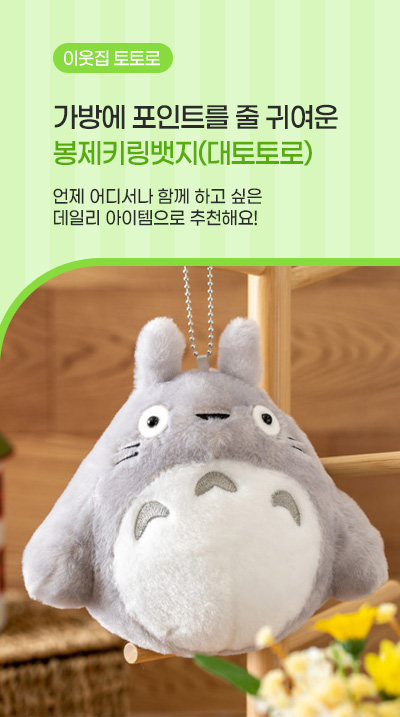 이웃집 토토로
가방에 포인트를 줄 귀여운
봉제키링뱃지(대토토로)
언제 어디서나 함께 하고 싶은
데일리 아이템으로 추천해요!